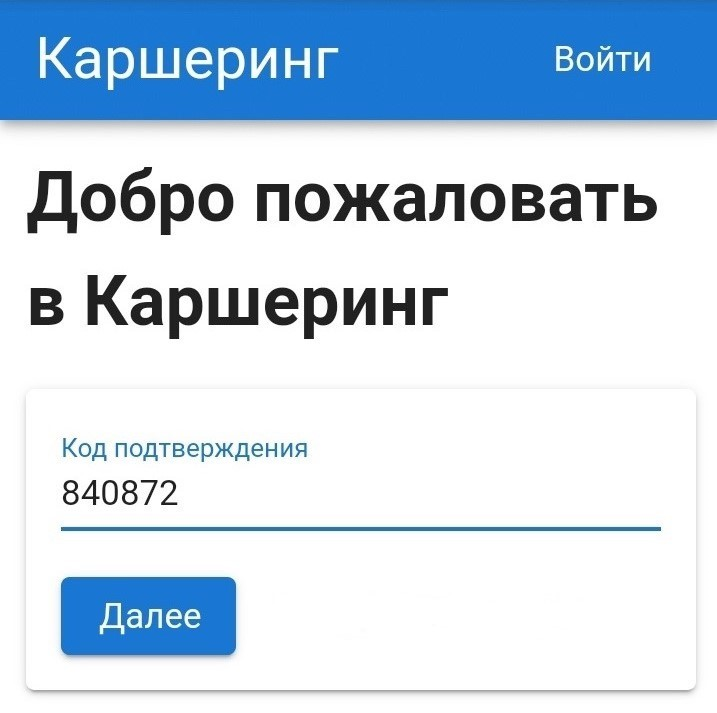 Каршеринг
Войти
Добро пожаловать
в Каршеринг
Код подтверждения
840872
Далее